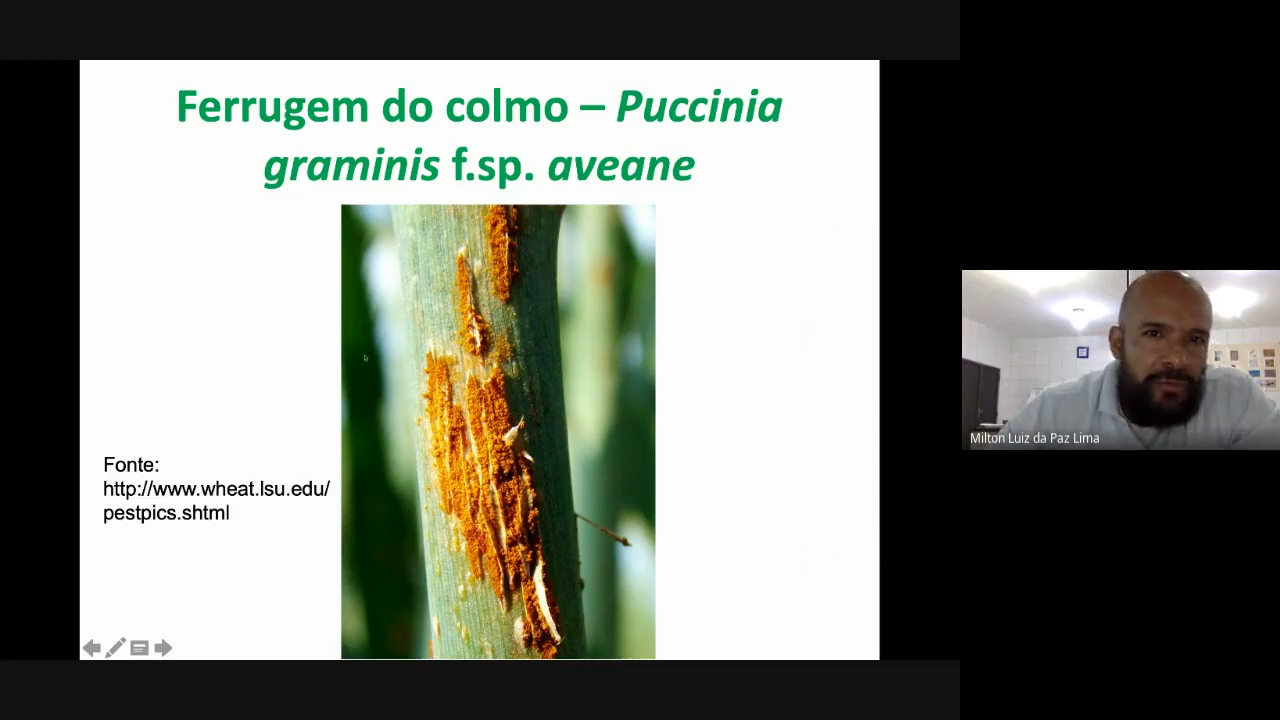 Ferrugem do colmo – Puccinia
graminis f.sp. aveane
Fonte:
http://www.wheat.lsu.edu/
pestpics.shtml
Milton Luiz da Paz Lima